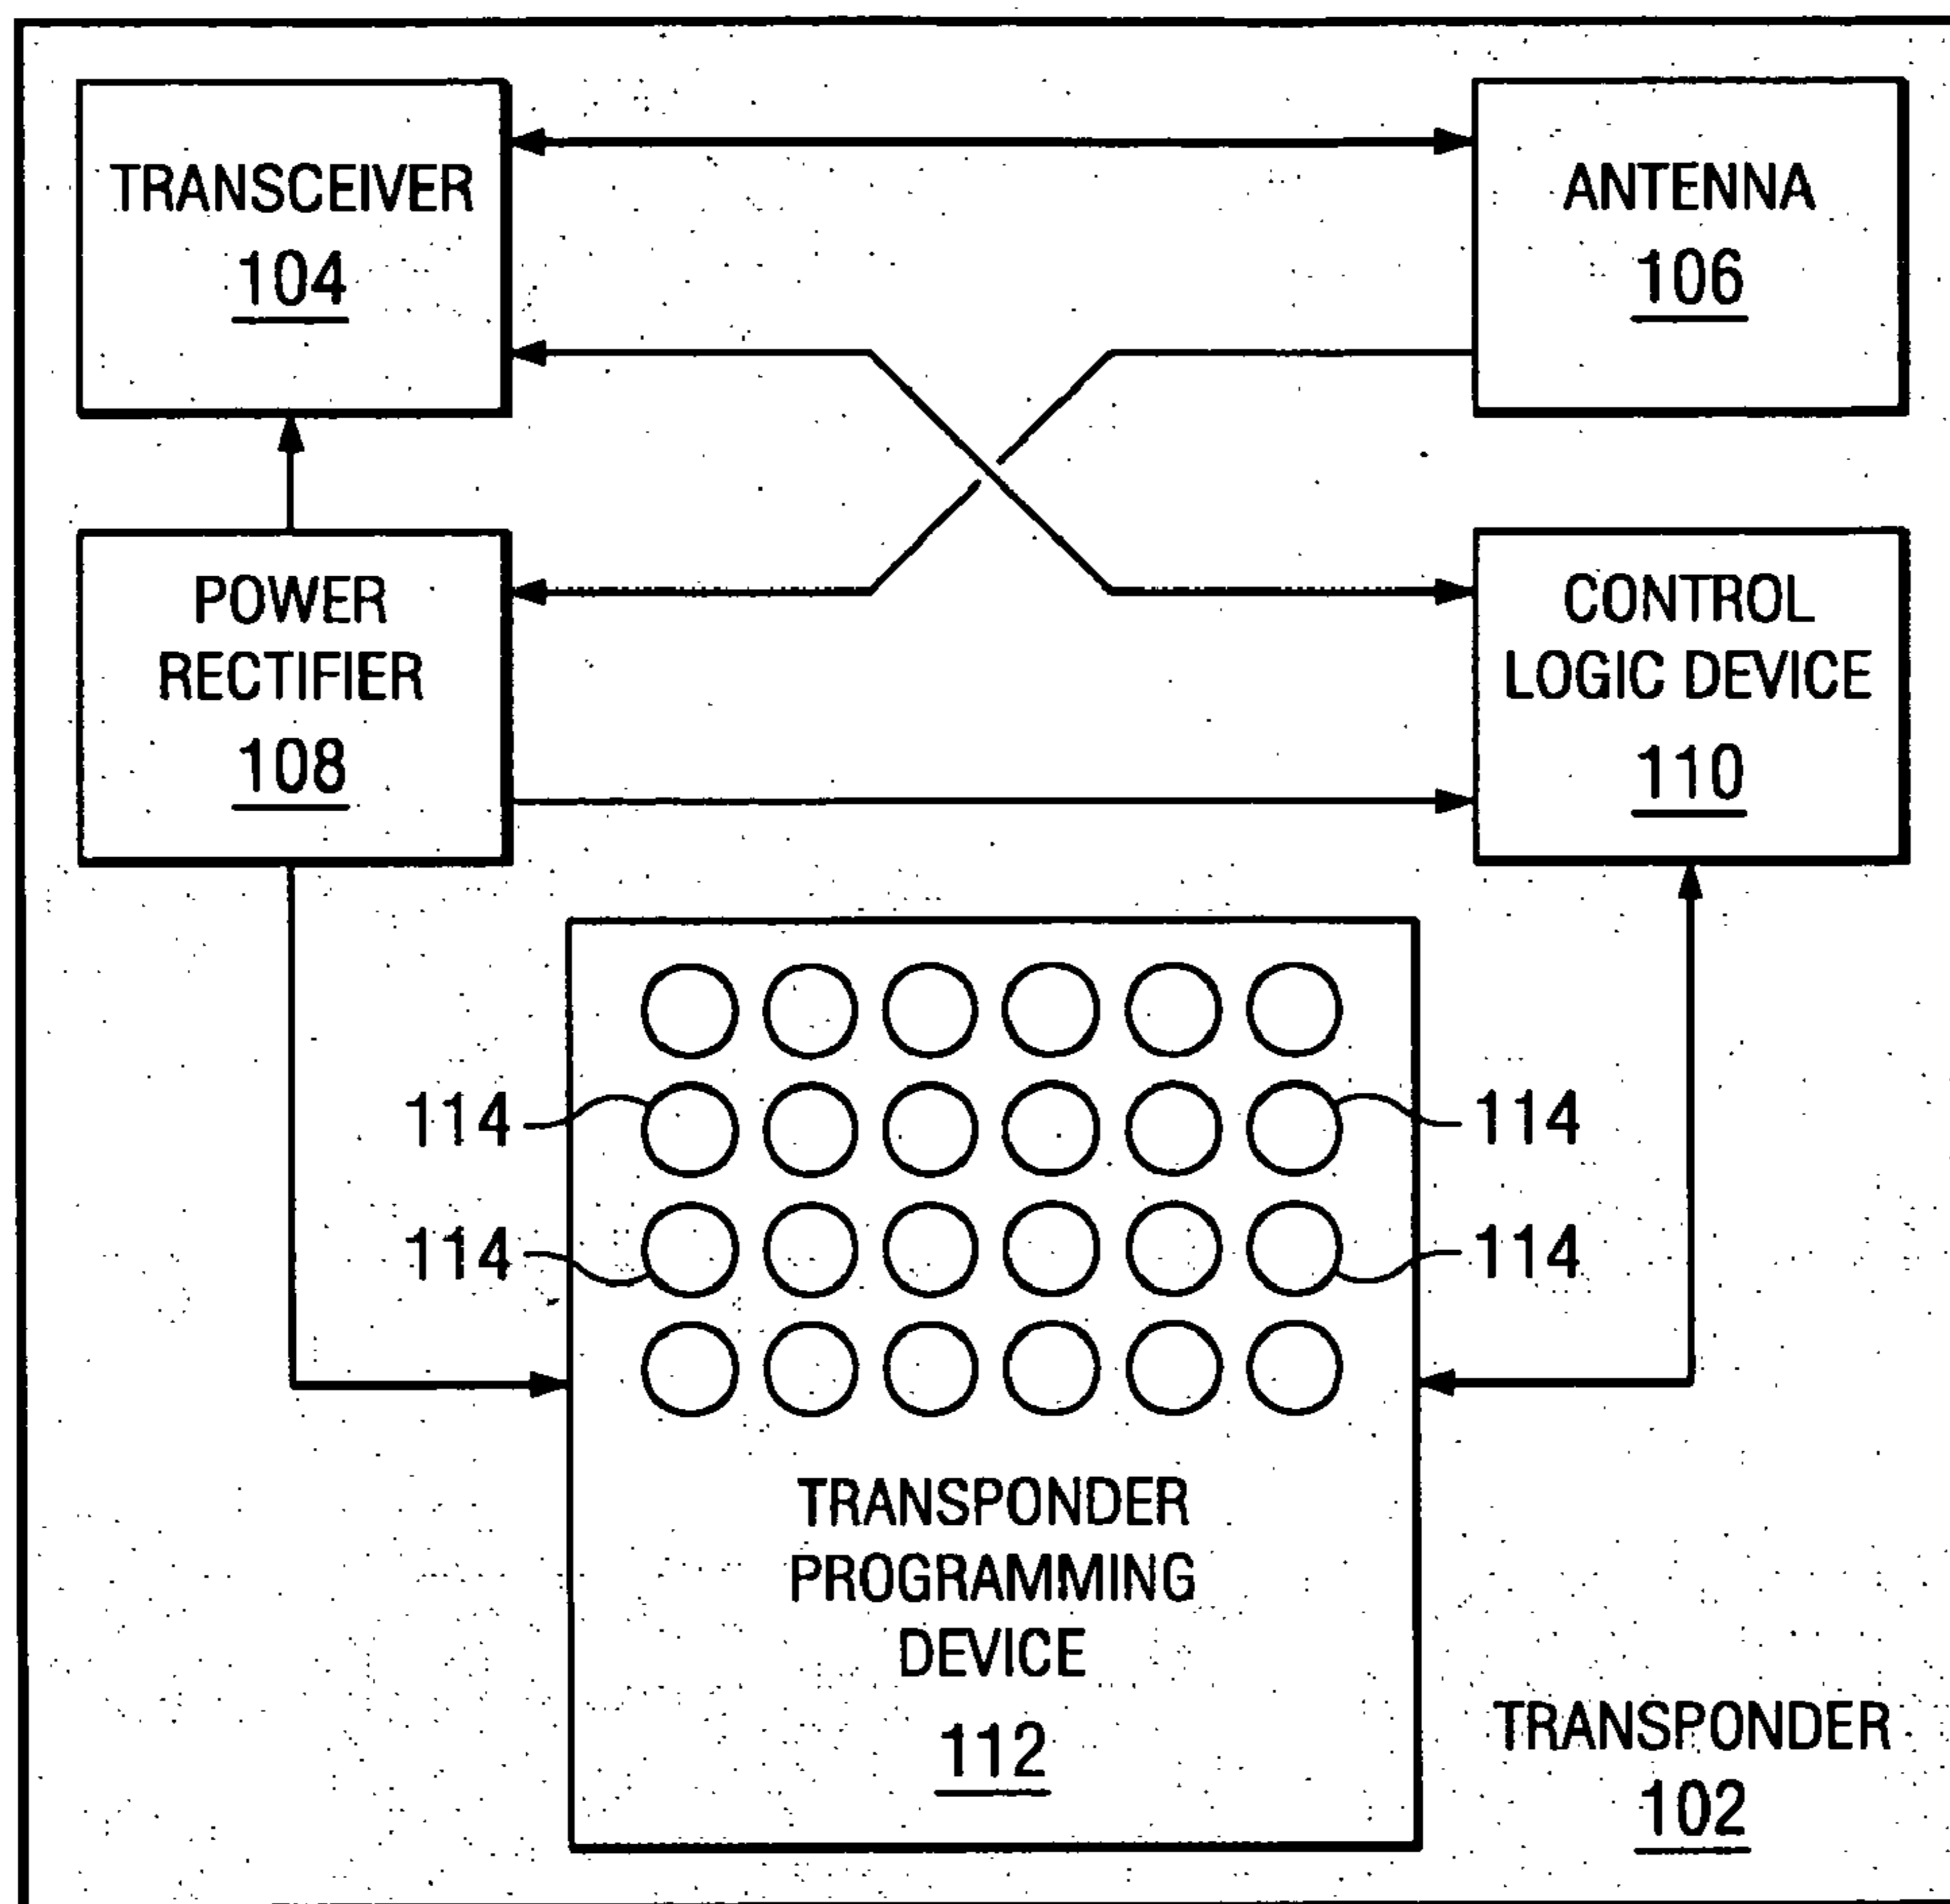 TRANSCEIVER
104
ANTENNA
106
POWER
RECTIFIER
108
CONTROL
LOGIC DEVICE
110
114
114
114
114
TRANSPONDER
PROGRAMMING
DEVICE
112
TRANSPONDER
102